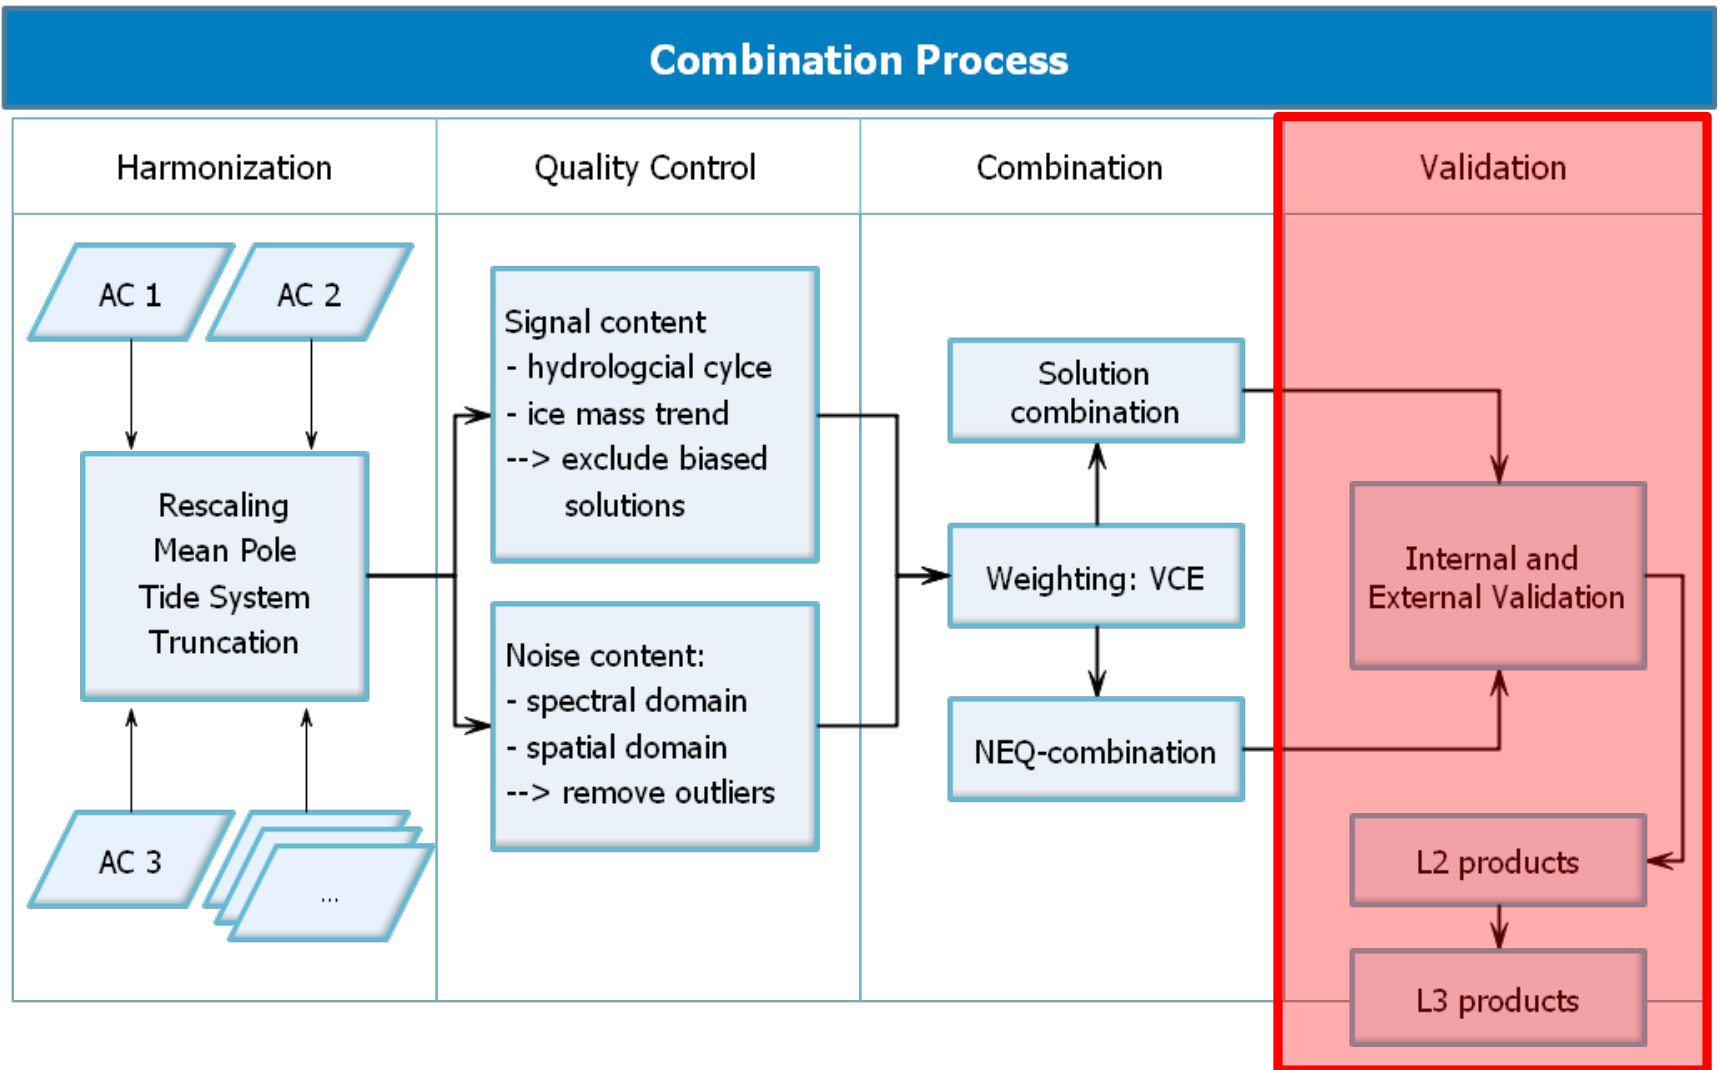 Combination Process
Harmonization
Quality Control
Combination
Validation
AC 1
AC 2
Rescaling
Mean Pole
Tide System
Truncation
AC 3
...
Signal content
- hydrologcial cylce
- ice mass trend
--> exclude biased
solutions
Noise content:
- spectral domain
- spatial domain
--> remove outliers
Solution
combination
Weighting: VCE
NEQ-combination
Internal and
External Validation
L2 products
L3 products